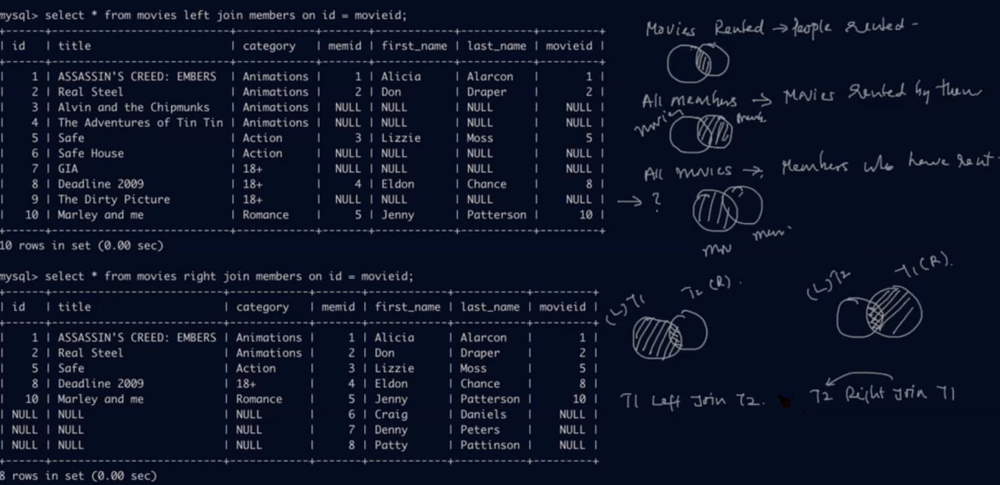 mysql> select * from movies left join members on id = movieid;
+------+---------------------------+------------+-------+------------+-----------+---------+
| id | title | category | memid | first_name | last_name | movieid |
+------+---------------------------+------------+-------+------------+-----------+---------+
| 1 | ASSASSIN'S CREED: EMBERS | Animations | 1 | Alicia | Alarcon | 1 |
| 2 | Real Steel | Animations | 2 | Don | Draper | 2 |
| 3 | Alvin and the Chipmunks | Animations | NULL | NULL | NULL | NULL |
| 4 | The Adventures of Tin Tin | Animations | NULL | NULL | NULL | NULL |
| 5 | Safe | Action | 3 | Lizzie | Moss | 5 |
| 6 | Safe House | Action | NULL | NULL | NULL | NULL |
| 7 | GIA | 18+ | NULL | NULL | NULL | NULL |
| 8 | Deadline 2009 | 18+ | 4 | Eldon | Chance | 8 |
| 9 | The Dirty Picture | 18+ | NULL | NULL | NULL | NULL |
| 10 | Marley and me | Romance | 5 | Jenny | Patterson | 10 |
+------+---------------------------+------------+-------+------------+-----------+---------+
10 rows in set (0.00 sec)
mysql> select * from movies right join members on id = movieid;
+------+--------------------------+------------+-------+------------+-----------+---------+
| id | title | category | memid | first_name | last_name | movieid |
+------+--------------------------+------------+-------+------------+-----------+---------+
| 1 | ASSASSIN'S CREED: EMBERS | Animations | 1 | Alicia | Alarcon | 1 |
| 2 | Real Steel | Animations | 2 | Don | Draper | 2 |
| 5 | Safe | Action | 3 | Lizzie | Moss | 5 |
| 8 | Deadline 2009 | 18+ | 4 | Eldon | Chance | 8 |
| 10 | Marley and me | Romance | 5 | Jenny | Patterson | 10 |
| NULL | NULL | NULL | 6 | Craig | Daniels | NULL |
| NULL | NULL | NULL | 7 | Denny | Peters | NULL |
| NULL | NULL | NULL | 8 | Patty | Pattinson | NULL |
+------+--------------------------+------------+-------+------------+-----------+---------+
8 rows in set (0.00 sec)
Movies Rented → People rented -
All members → Movies rented by them
movies
All movies → Members who have rent -
→ ?
mem.
mv
(L) T1
T2 (R).
(L) T2
T1 (R).
T1 Left Join T2.
T2 Right Join T1